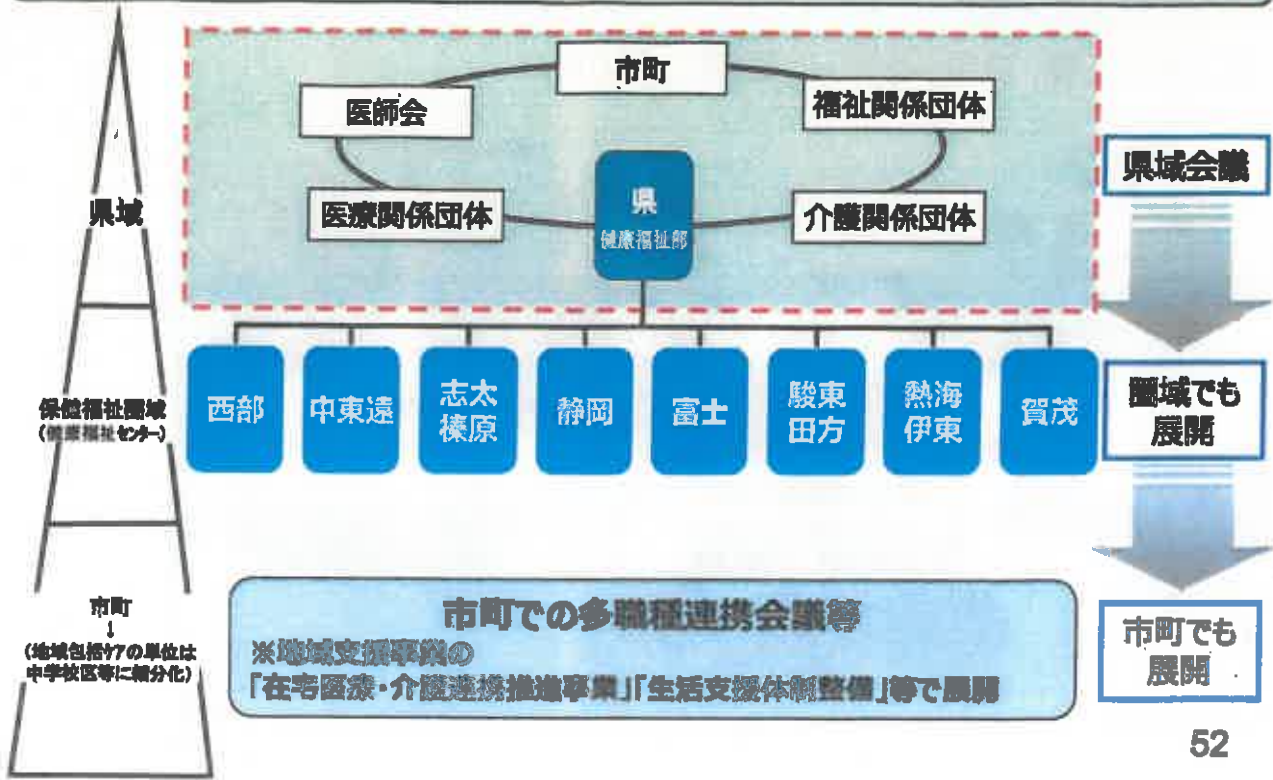 市町
医師会
福祉関係団体
県域会議
県域
医療関係団体
県
健康福祉部
介護関係団体
保健福祉圏域
(健康福祉センター)
西部
中東遠
志太
榛原
静岡
富士
駿東
田方
熱海
伊東
賀茂
圏域でも
展開
市町
↓
(地域包括ケアの単位は
中学校区等に細分化)
市町での多職種連携会議等
※地域支援事業の
「在宅医療・介護連携推進事業」「生活支援体制整備」等で展開
市町でも
展開
52